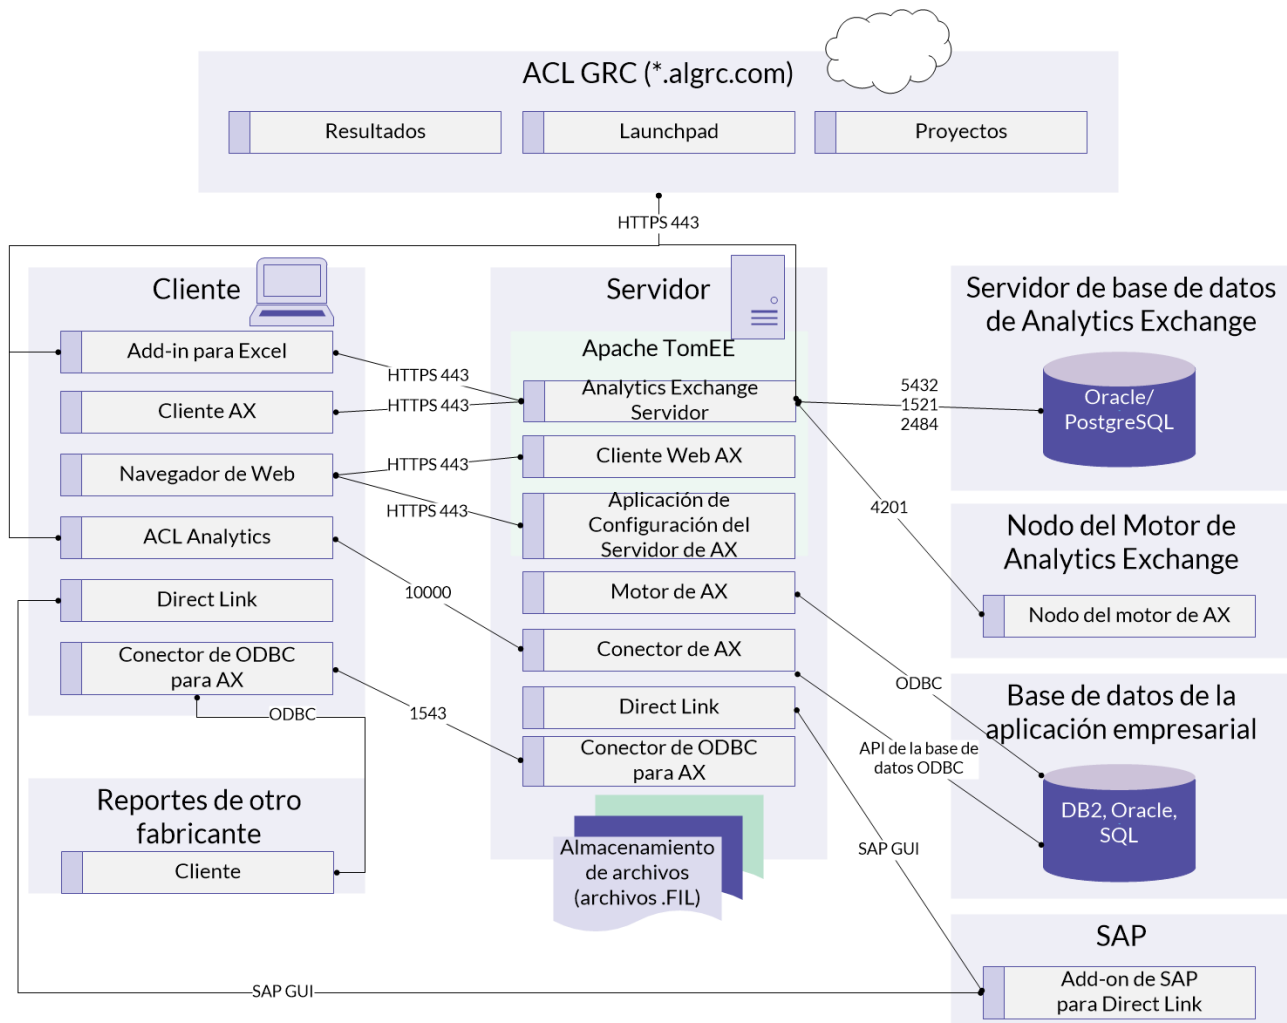 ACL GRC (*.algrc.com)
Resultados
Launchpad
Proyectos
HTTPS 443
Cliente
Add-in para Excel
Cliente AX
Navegador de Web
ACL Analytics
Direct Link
Conector de ODBC
para AX
ODBC
Reportes de otro
fabricante
Cliente
HTTPS 443
HTTPS 443
HTTPS 443
HTTPS 443
10000
1543
SAP GUI
Servidor
Apache TomEE
Analytics Exchange
Servidor
Cliente Web AX
Aplicación de
Configuración del
Servidor de AX
Motor de AX
Conector de AX
Direct Link
Conector de ODBC
para AX
Almacenamiento
de archivos
(archivos .FIL)
5432
1521
2484
4201
ODBC
API de la base de
datos ODBC
SAP GUI
Servidor de base de datos
de Analytics Exchange
Oracle/
PostgreSQL
Nodo del Motor de
Analytics Exchange
Nodo del motor de AX
Base de datos de la
aplicación empresarial
DB2, Oracle,
SQL
SAP
Add-on de SAP
para Direct Link